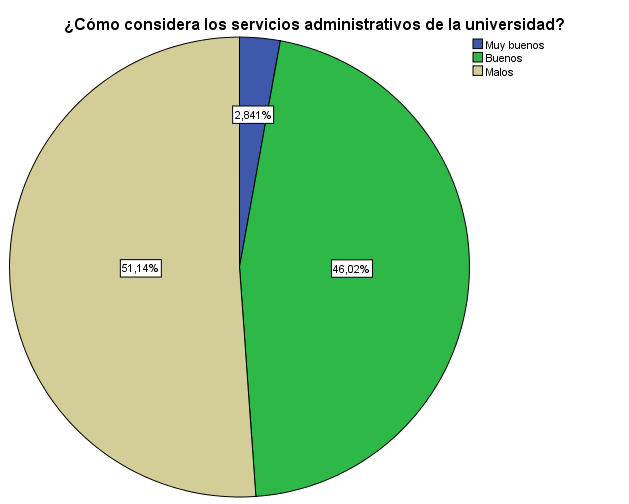 ¿Cómo considera los servicios administrativos de la universidad?
Muy buenos
Buenos
Malos
2,841%
51,14%
46,02%